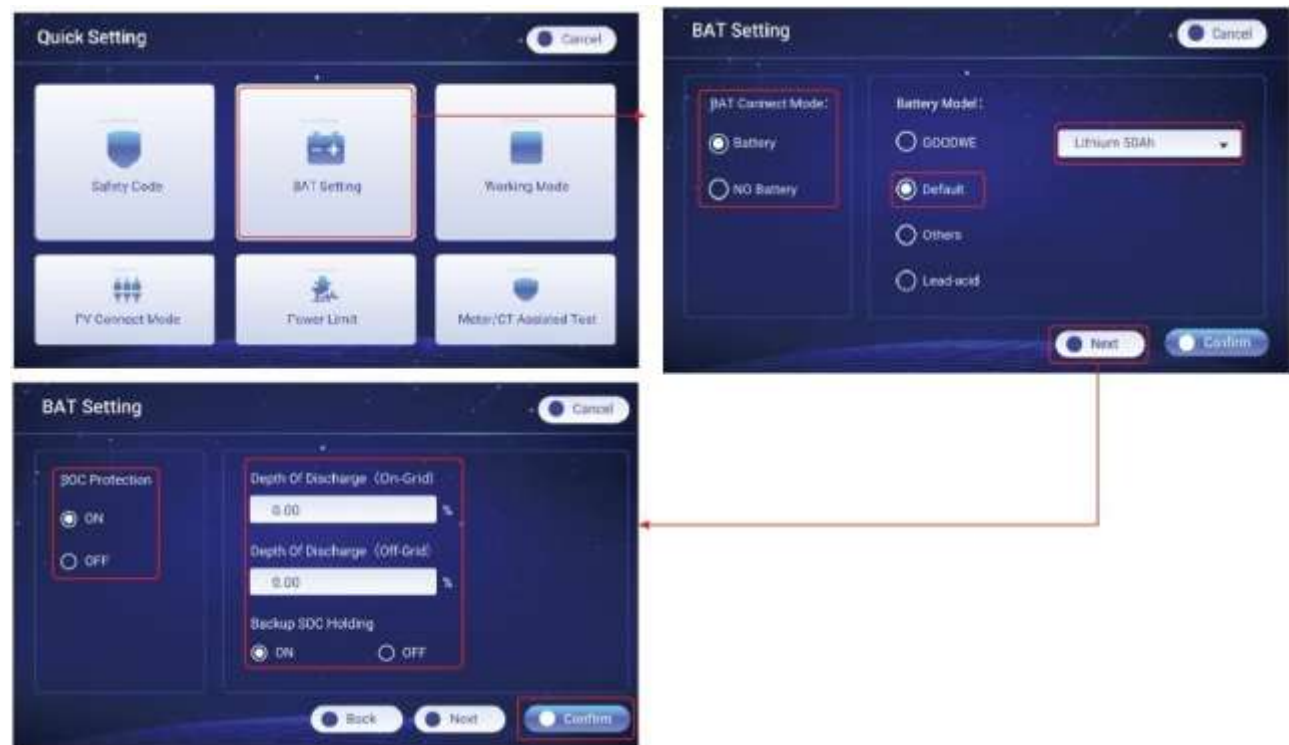 Quick Setting
Cancel
Safety Code
BAT Setting
Working Mode
PV Connect Mode
Power Limit
Meter/CT Assisted Test
BAT Setting
Cancel
BAT Connect Mode:
Battery
NO Battery
Battery Model:
GOODWE
Lithium 50Ah
Default
Others
Lead-acid
Next
Confirm
BAT Setting
Cancel
SOC Protection
ON
OFF
Depth Of Discharge (On-Grid)
0.00 %
Depth Of Discharge (Off-Grid)
0.00 %
Backup SOC Holding
ON OFF
Back
Next
Confirm